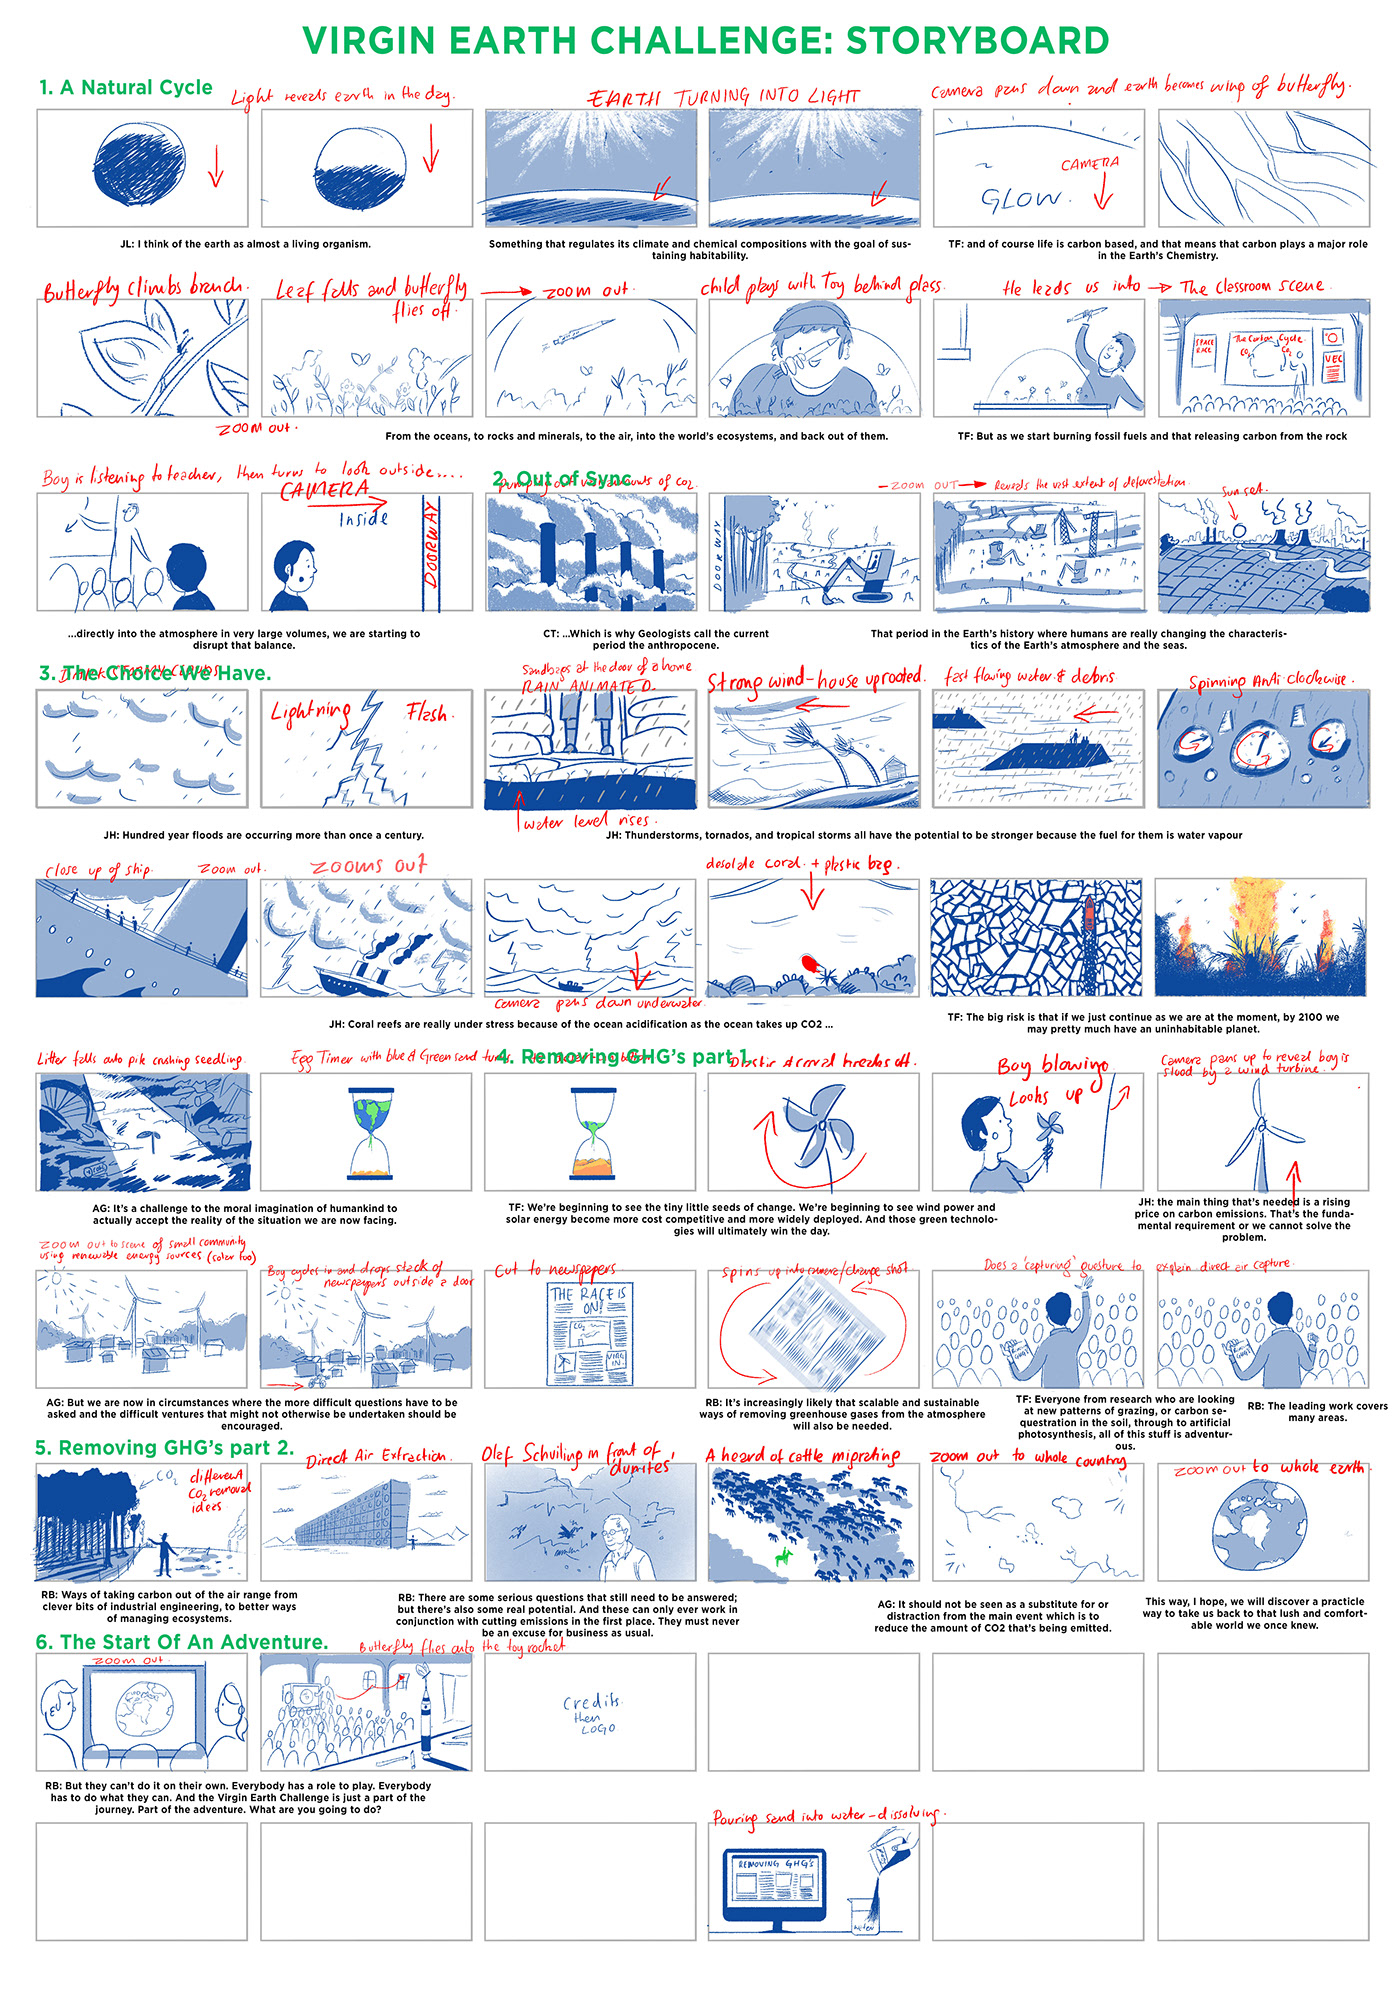 VIRGIN EARTH CHALLENGE: STORYBOARD
1. A Natural Cycle
Light reveals earth in the day.
EARTH TURNING INTO LIGHT
Camera pans down and earth becomes wing of butterfly.
CAMERA
GLOW.
JL: I think of the earth as almost a living organism.
Something that regulates its climate and chemical compositions with the goal of sus-
taining habitability.
TF: and of course life is carbon based, and that means that carbon plays a major role
in the Earth's Chemistry.
Butterfly climbs branch.
Leaf falls and butterfly
flies off.
zoom out.
child plays with Toy behind glass.
He leads us into
The classroom scene.
SPACE
RACE
The Carbon Cycle
CO2
CO2
VEC
ZOOM OUT.
From the oceans, to rocks and minerals, to the air, into the world's ecosystems, and back out of them.
TF: But as we start burning fossil fuels and that releasing carbon from the rock
Boy is listening to teacher, then turns to look outside....
CAMERA
Inside
DOORWAY
2. Out of Sync
pumping out vast amounts of CO2
DOORWAY
- ZOOM OUT
Reveals the vast extent of deforestation.
Sunset.
...directly into the atmosphere in very large volumes, we are starting to
disrupt that balance.
CT: ...Which is why Geologists call the current
period the anthropocene.
That period in the Earth's history where humans are really changing the characteris-
tics of the Earth's atmosphere and the seas.
3. The Choice We Have.
DARK STORMY CLOUDS
Lightning Flash.
Sandbags at the door of a home
RAIN ANIMATED.
Strong wind-house uprooted.
fast flowing water & debris
Spinning Anti clockwise.
water level rises.
JH: Hundred year floods are occurring more than once a century.
JH: Thunderstorms, tornados, and tropical storms all have the potential to be stronger because the fuel for them is water vapour
close up of ship.
zoom out.
ZOOMS OUT
desolate coral. + plastic bag.
camera pans down underwater.
JH: Coral reefs are really under stress because of the ocean acidification as the ocean takes up CO2 ...
TF: The big risk is that if we just continue as we are at the moment, by 2100 we
may pretty much have an uninhabitable planet.
Litter falls onto pile crushing seedling.
Egg Timer with blue & Green sand turns to
4. Removing GHG's part 1.
Plastic
breaks off.
Boy blowing
Looks up
Camera pans up to reveal boy is
stood by a wind turbine.
AG: It's a challenge to the moral imagination of humankind to
actually accept the reality of the situation we are now facing.
TF: We're beginning to see the tiny little seeds of change. We're beginning to see wind power and
solar energy become more cost competitive and more widely deployed. And those green technolo-
gies will ultimately win the day.
JH: the main thing that's needed is a rising
price on carbon emissions. That's the funda-
mental requirement or we cannot solve the
problem.
zoom out to scene of small community
using renewable energy sources (solar too)
Boy cycles in and drops stack of
newspapers outside a door
Cut to newspapers
THE RACE IS
ON!
CO2
VIRGIN
Spins up into camera/change shot.
Does a 'capturing' guesture to explain direct air capture.
AG: But we are now in circumstances where the more difficult questions have to be
asked and the difficult ventures that might not otherwise be undertaken should be
encouraged.
RB: It's increasingly likely that scalable and sustainable
ways of removing greenhouse gases from the atmosphere
will also be needed.
TF: Everyone from research who are looking
at new patterns of grazing, or carbon se-
questration in the soil, through to artificial
photosynthesis, all of this stuff is adventur-
ous.
RB: The leading work covers
many areas.
5. Removing GHG's part 2.
CO2
different
CO2 removal
ideas
Direct Air Extraction.
Olaf Schuiling in front of
'dunites'
A heard of cattle migrating
zoom out to whole country
zoom out to whole earth.
RB: Ways of taking carbon out of the air range from
clever bits of industrial engineering, to better ways
of managing ecosystems.
RB: There are some serious questions that still need to be answered;
but there's also some real potential. And these can only ever work in
conjunction with cutting emissions in the first place. They must never
be an excuse for business as usual.
AG: It should not be seen as a substitute for or
distraction from the main event which is to
reduce the amount of CO2 that's being emitted.
This way, I hope, we will discover a practicle
way to take us back to that lush and comfort-
able world we once knew.
6. The Start Of An Adventure.
zoom out.
Butterfly flies onto the toy rocket
Credits
then
LOGO
RB: But they can't do it on their own. Everybody has a role to play. Everybody
has to do what they can. And the Virgin Earth Challenge is just a part of the
journey. Part of the adventure. What are you going to do?
Pouring sand into water-dissolving.
REMOVING GHG'S
water